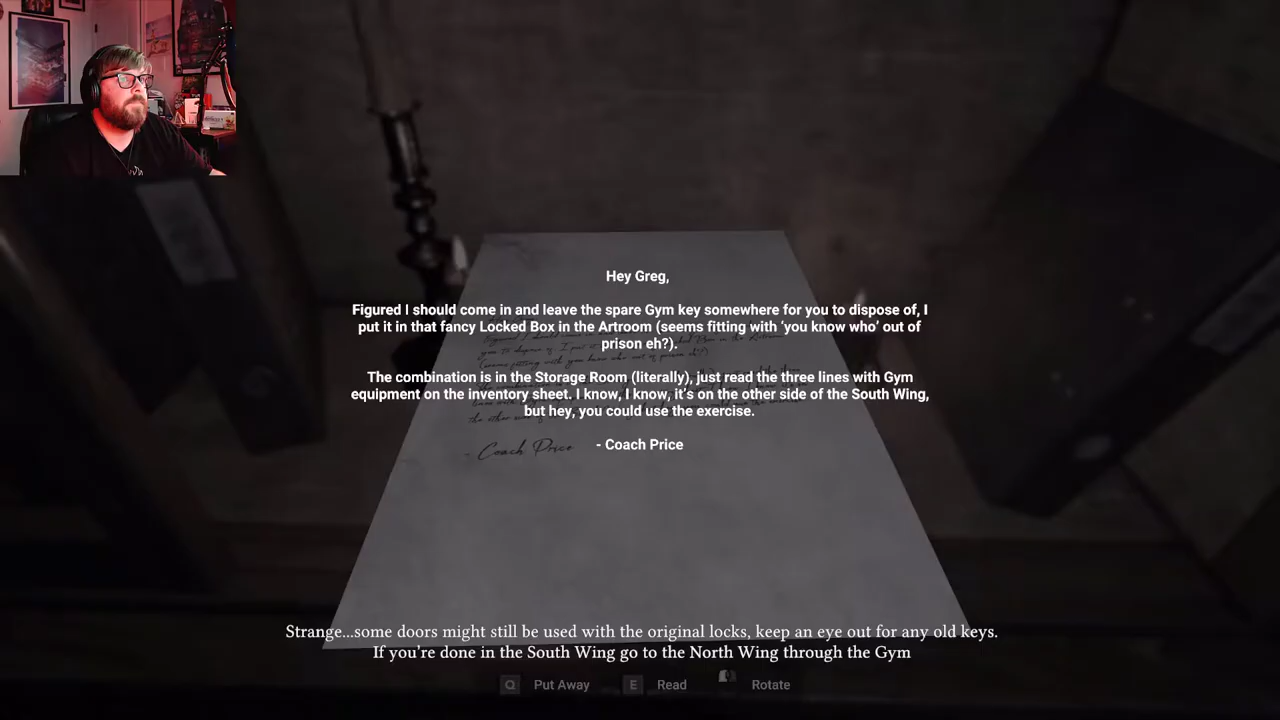 Hey Greg,
Figured I should come in and leave the spare Gym key somewhere for you to dispose of, I
put it in that fancy Locked Box in the Artroom (seems fitting with ‘you know who’ out of
prison eh?).
The combination is in the Storage Room (literally), just read the three lines with Gym
equipment on the inventory sheet. I know, I know, it’s on the other side of the South Wing,
but hey, you could use the exercise.
- Coach Price
- Coach Price
Strange...some doors might still be used with the original locks, keep an eye out for any old keys.
If you’re done in the South Wing go to the North Wing through the Gym
Q Put Away E Read Rotate